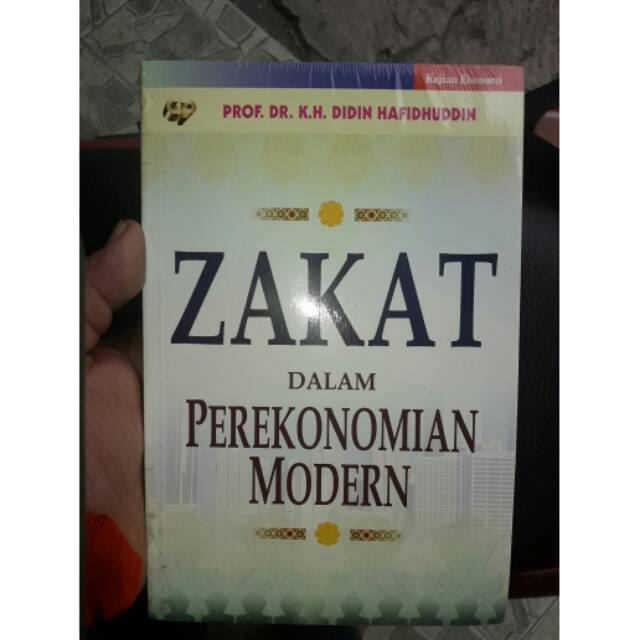 Kajian Ekonomi
PROF. DR. K.H. DIDIN HAFIDHUDDIN
ZAKAT
DALAM
PEREKONOMIAN
MODERN